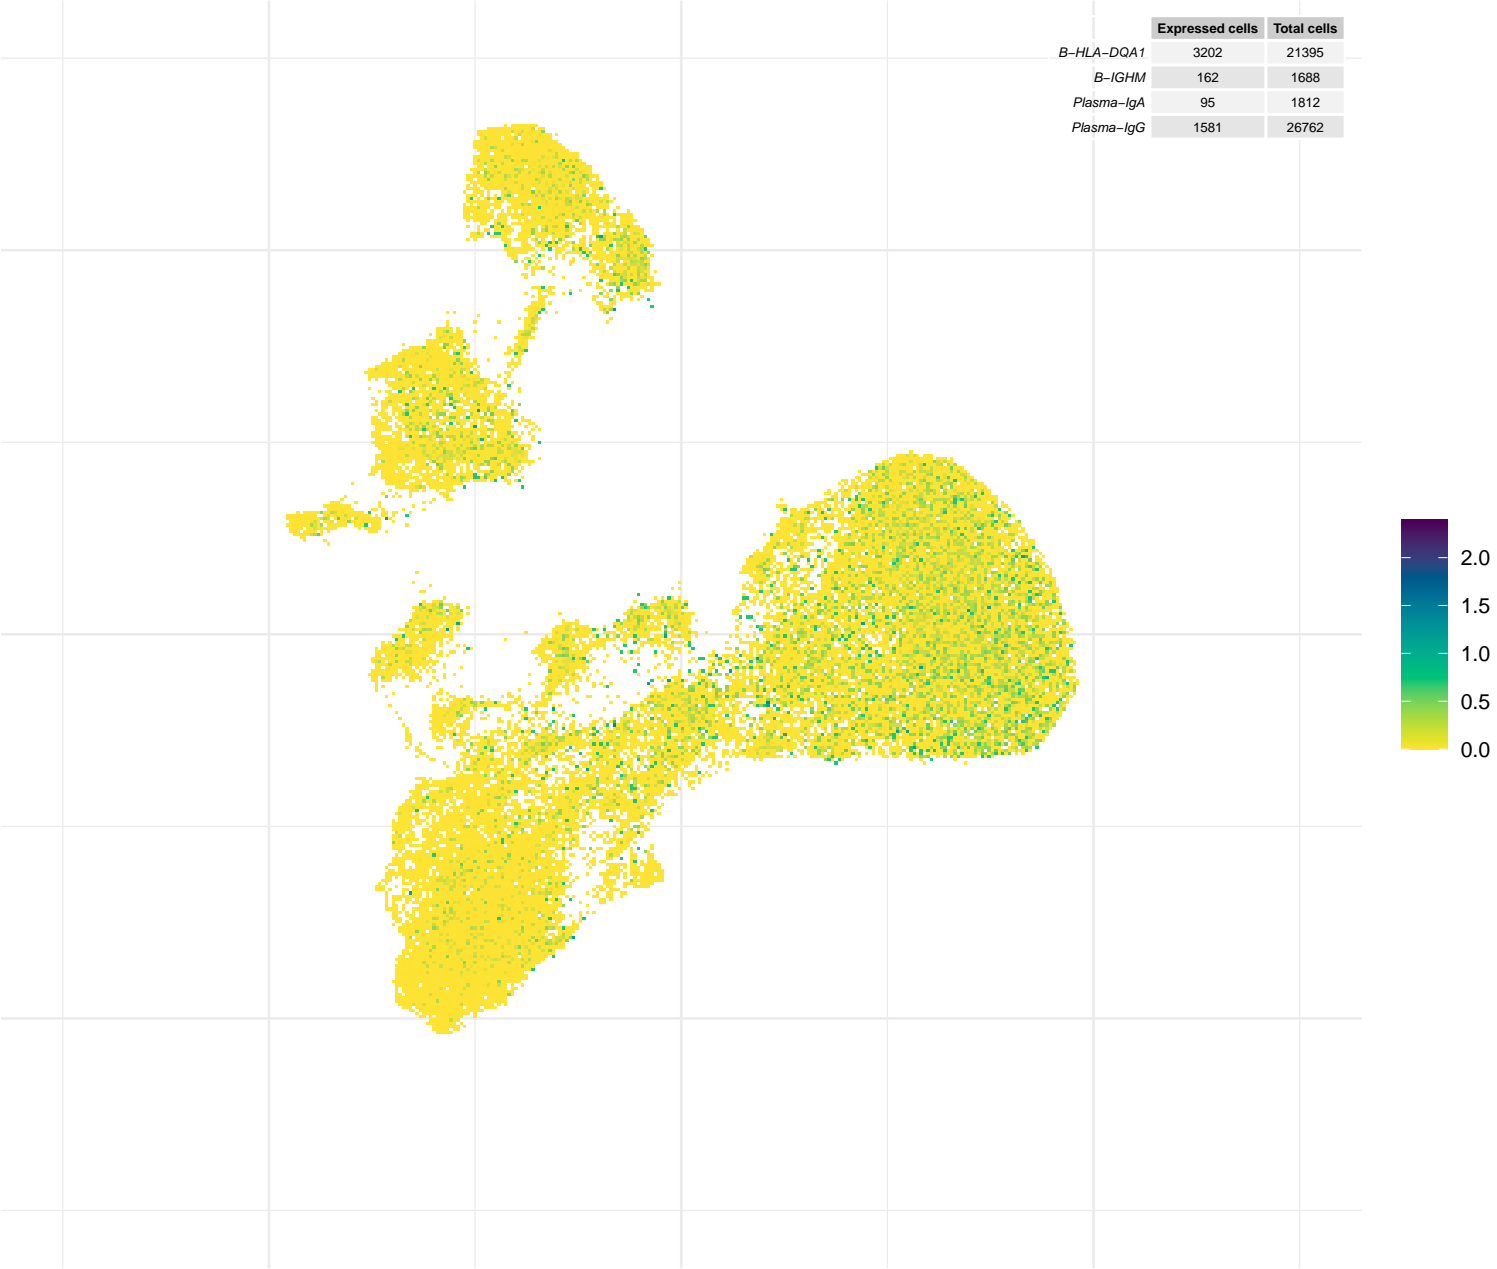 Expressed cells Total cells
B−HLA−DQA1 3202 21395
B−IGHM 162 1688
Plasma−IgA 95 1812
Plasma−IgG 1581 26762
2.0
1.5
1.0
0.5
0.0